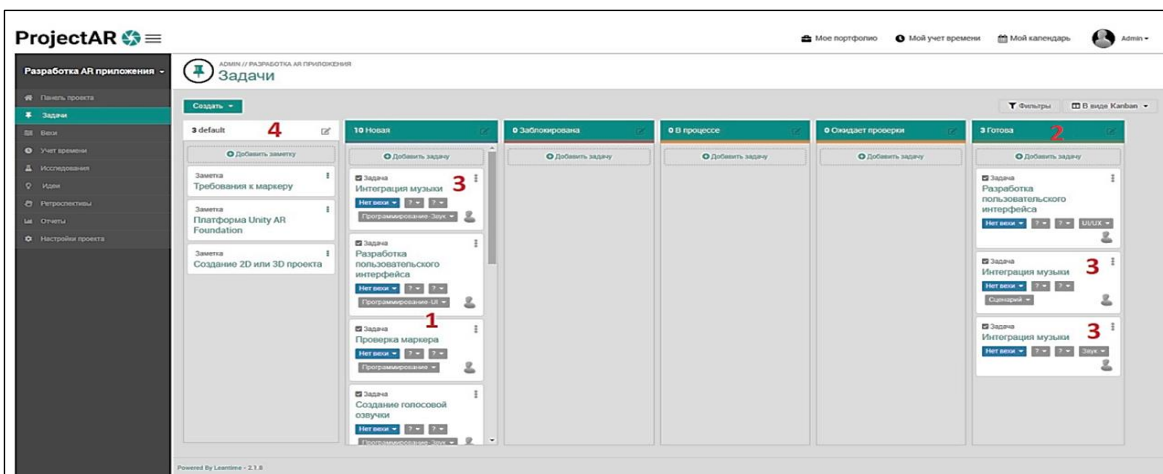 ProjectAR
Мое портфолио Мой учет времени Мой календарь Admin
Разработка AR приложения
ADMIN // РАЗРАБОТКА AR ПРИЛОЖЕНИЯ
Задачи
Панель проекта
Задачи
Вехи
Учет времени
Исследования
Идеи
Ретроспективы
Отчеты
Настройки проекта
Создать
Фильтры В виде Kanban
3 default 4
Добавить заметку
Заметка
Требования к маркеру
Заметка
Платформа Unity AR
Foundation
Заметка
Создание 2D или 3D проекта
10 Новая
Добавить задачу
Задача
Интеграция музыки 3
Нет вехи ? ?
Программирование-Звук
Задача
Разработка
пользовательского
интерфейса
Нет вехи ? ?
Программирование-UI
1
Задача
Проверка маркера
Нет вехи ? ?
Программирование
Задача
Создание голосовой
озвучки
Нет вехи ? ?
Программирование-Звук
0 Заблокирована
Добавить задачу
0 В процессе
Добавить задачу
0 Ожидает проверки
Добавить задачу
3 Готова 2
Добавить задачу
Задача
Разработка
пользовательского
интерфейса
Нет вехи ? ? UI/UX
Задача
Интеграция музыки 3
Нет вехи ? ?
Сценарий
Задача
Интеграция музыки 3
Нет вехи ? ? Звук
Powered By Leantime - 2.1.8